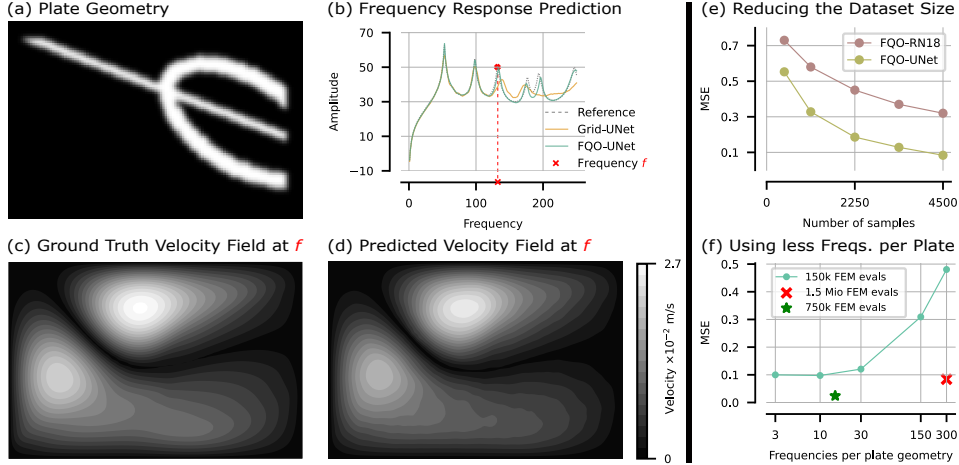 (a) Plate Geometry
(b) Frequency Response Prediction
70
50
30
10
−10
Amplitude
Reference
Grid-UNet
FQO-UNet
Frequency f
0
100
200
Frequency
(c) Ground Truth Velocity Field at f
(d) Predicted Velocity Field at f
2.7
0
Velocity ×10⁻² m/s
(e) Reducing the Dataset Size
0.7
0.5
0.3
0.1
MSE
FQO-RN18
FQO-UNet
0
2250
4500
Number of samples
(f) Using less Freqs. per Plate
0.5
0.4
0.3
0.2
0.1
0.0
MSE
150k FEM evals
1.5 Mio FEM evals
750k FEM evals
3
10
30
150
300
Frequencies per plate geometry